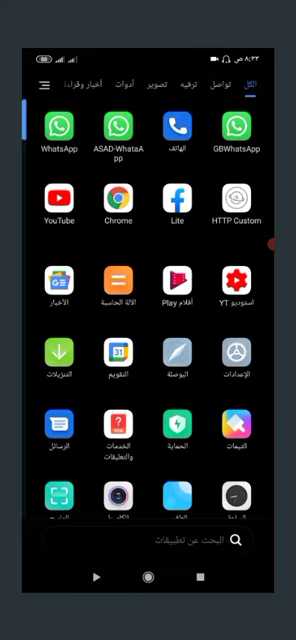 ٨:٣٣ ص
الكل تواصل ترفيه تصوير أدوات أخبار وقراءة
WhatsApp ASAD-WhataApp الهاتف GBWhatsApp
YouTube Chrome Lite HTTP Custom
الأخبار الآلة الحاسبة أفلام Play استوديو YT
التنزيلات التقويم البوصلة الإعدادات
الرسائل الخدمات والتعليقات الحماية الثيمات
البحث عن تطبيقات